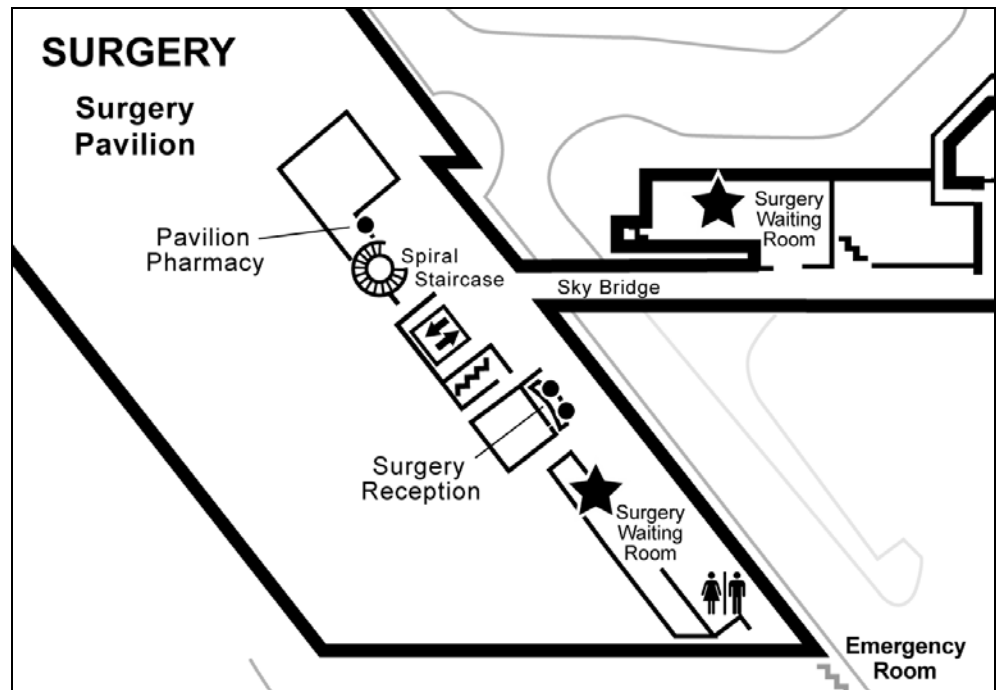 SURGERY
Surgery
Pavilion
Pavilion
Pharmacy
Spiral
Staircase
Surgery
Waiting
Room
Sky Bridge
Surgery
Reception
Surgery
Waiting
Room
Emergency
Room